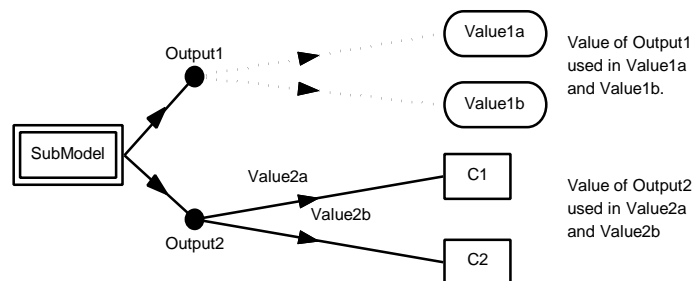 Output1
Value1a
Value of Output1
used in Value1a
and Value1b.
Value1b
SubModel
Value2a
C1
Value2b
Value of Output2
used in Value2a
and Value2b
Output2
C2